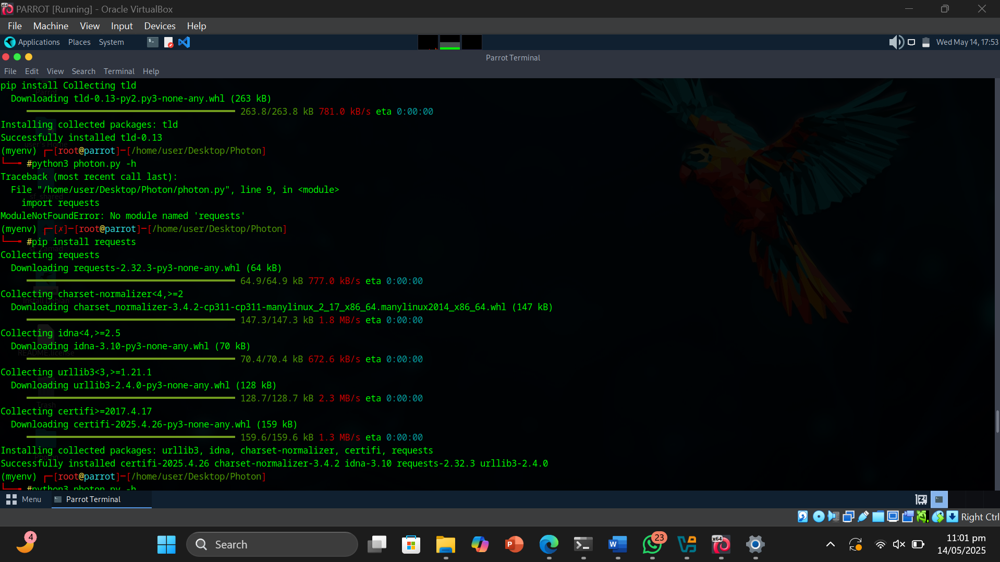 PARROT [Running] - Oracle VirtualBox
File Machine View Input Devices Help
Applications Places System
Wed May 14, 17:53
Parrot Terminal
File Edit View Search Terminal Help
pip install Collecting tld
Downloading tld-0.13-py2.py3-none-any.whl (263 kB)
263.8/263.8 kB 781.0 kB/s eta 0:00:00
Installing collected packages: tld
Successfully installed tld-0.13
(myenv) ┌─[root@parrot]─[/home/user/Desktop/Photon]
└──╼ #python3 photon.py -h
Traceback (most recent call last):
File "/home/user/Desktop/Photon/photon.py", line 9, in <module>
import requests
ModuleNotFoundError: No module named 'requests'
(myenv) ┌─[✗]─[root@parrot]─[/home/user/Desktop/Photon]
└──╼ #pip install requests
Collecting requests
Downloading requests-2.32.3-py3-none-any.whl (64 kB)
64.9/64.9 kB 777.0 kB/s eta 0:00:00
Collecting charset-normalizer<4,>=2
Downloading charset_normalizer-3.4.2-cp311-cp311-manylinux_2_17_x86_64.manylinux2014_x86_64.whl (147 kB)
147.3/147.3 kB 1.8 MB/s eta 0:00:00
Collecting idna<4,>=2.5
Downloading idna-3.10-py3-none-any.whl (70 kB)
README.license
70.4/70.4 kB 672.6 kB/s eta 0:00:00
Collecting urllib3<3,>=1.21.1
Downloading urllib3-2.4.0-py3-none-any.whl (128 kB)
128.7/128.7 kB 2.3 MB/s eta 0:00:00
Trash
Collecting certifi>=2017.4.17
Downloading certifi-2025.4.26-py3-none-any.whl (159 kB)
159.6/159.6 kB 1.3 MB/s eta 0:00:00
Installing collected packages: urllib3, idna, charset-normalizer, certifi, requests
Successfully installed certifi-2025.4.26 charset-normalizer-3.4.2 idna-3.10 requests-2.32.3 urllib3-2.4.0
(myenv) ┌─[root@parrot]─[/home/user/Desktop/Photon]
└──╼ #python3 photon.py -h
Menu Parrot Terminal
Right Ctrl
4
Search
23
11:01 pm
14/05/2025